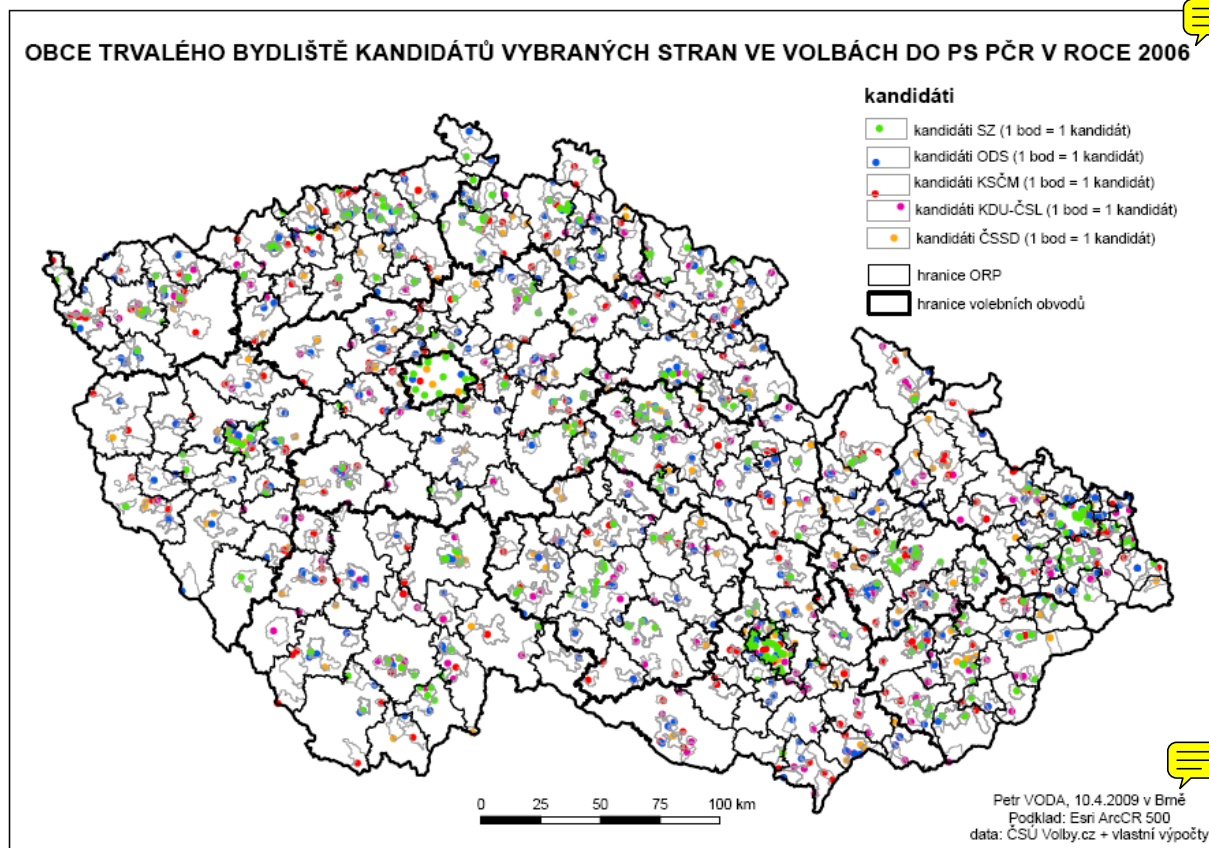 OBCE TRVALÉHO BYDLIŠTĚ KANDIDÁTŮ VYBRANÝCH STRAN VE VOLBÁCH DO PS PČR V ROCE 2006
kandidáti
kandidáti SZ (1 bod = 1 kandidát)
kandidáti ODS (1 bod = 1 kandidát)
kandidáti KSČM (1 bod = 1 kandidát)
kandidáti KDU-ČSL (1 bod = 1 kandidát)
kandidáti ČSSD (1 bod = 1 kandidát)
hranice ORP
hranice volebních obvodů
0 25 50 75 100 km
Petr VODA, 10.4.2009 v Brně
Podklad: Esri ArcCR 500
data: ČSÚ Volby.cz + vlastní výpočty